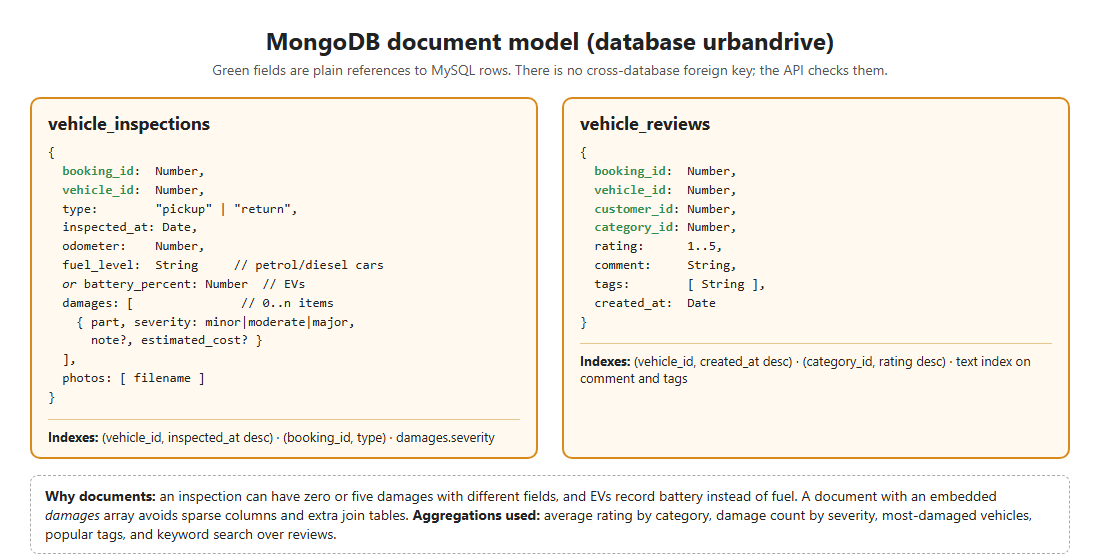 MongoDB document model (database urbandrive)
Green fields are plain references to MySQL rows. There is no cross-database foreign key; the API checks them.
vehicle_inspections
{
  booking_id:  Number,
  vehicle_id:  Number,
  type:        "pickup" | "return",
  inspected_at: Date,
  odometer:    Number,
  fuel_level:  String     // petrol/diesel cars
  or battery_percent: Number  // EVs
  damages: [               // 0..n items
    { part, severity: minor|moderate|major,
      note?, estimated_cost? }
  ],
  photos: [ filename ]
}
Indexes: (vehicle_id, inspected_at desc) · (booking_id, type) · damages.severity
vehicle_reviews
{
  booking_id:  Number,
  vehicle_id:  Number,
  customer_id: Number,
  category_id: Number,
  rating:      1..5,
  comment:     String,
  tags:        [ String ],
  created_at:  Date
}
Indexes: (vehicle_id, created_at desc) · (category_id, rating desc) · text index on
comment and tags
Why documents: an inspection can have zero or five damages with different fields, and EVs record battery instead of fuel. A document with an embedded
damages array avoids sparse columns and extra join tables. Aggregations used: average rating by category, damage count by severity, most-damaged vehicles,
popular tags, and keyword search over reviews.